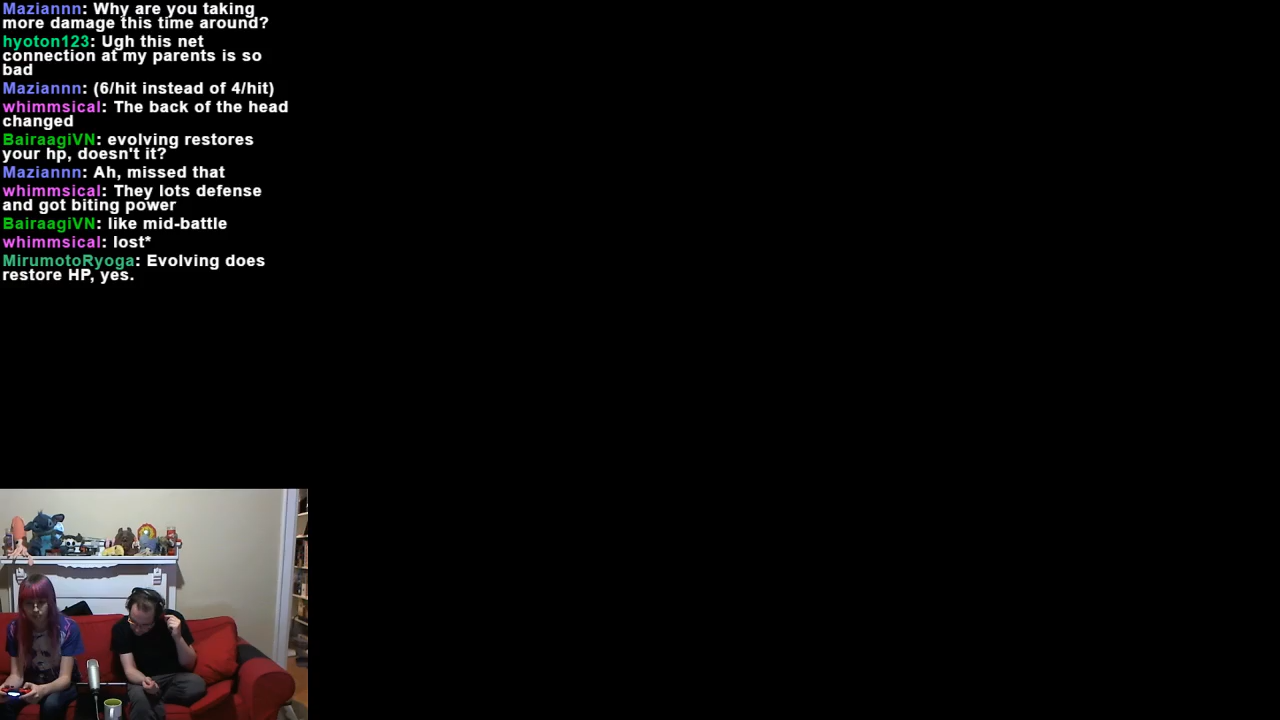 Maziannn: Why are you taking
more damage this time around?
hyoton123: Ugh this net
connection at my parents is so
bad
Maziannn: (6/hit instead of 4/hit)
whimmsical: The back of the head
changed
BairaagiVN: evolving restores
your hp, doesn't it?
Maziannn: Ah, missed that
whimmsical: They lots defense
and got biting power
BairaagiVN: like mid-battle
whimmsical: lost*
MirumotoRyoga: Evolving does
restore HP, yes.